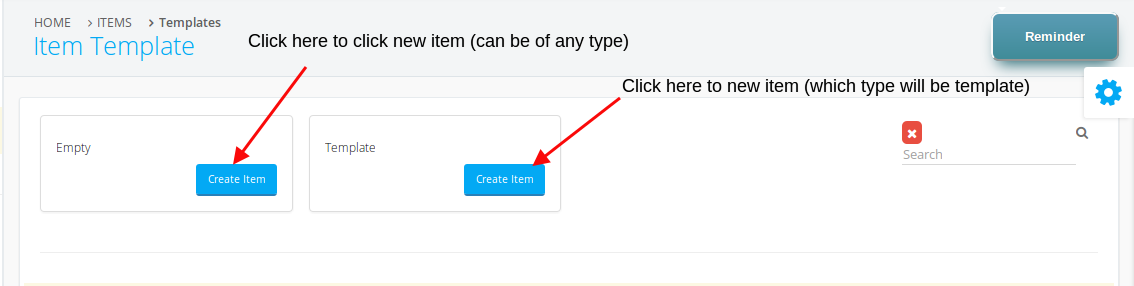 HOME > ITEMS > Templates
Item Template
Click here to click new item (can be of any type)
Reminder
Click here to new item (which type will be template)
Empty
Create Item
Template
Create Item
Search